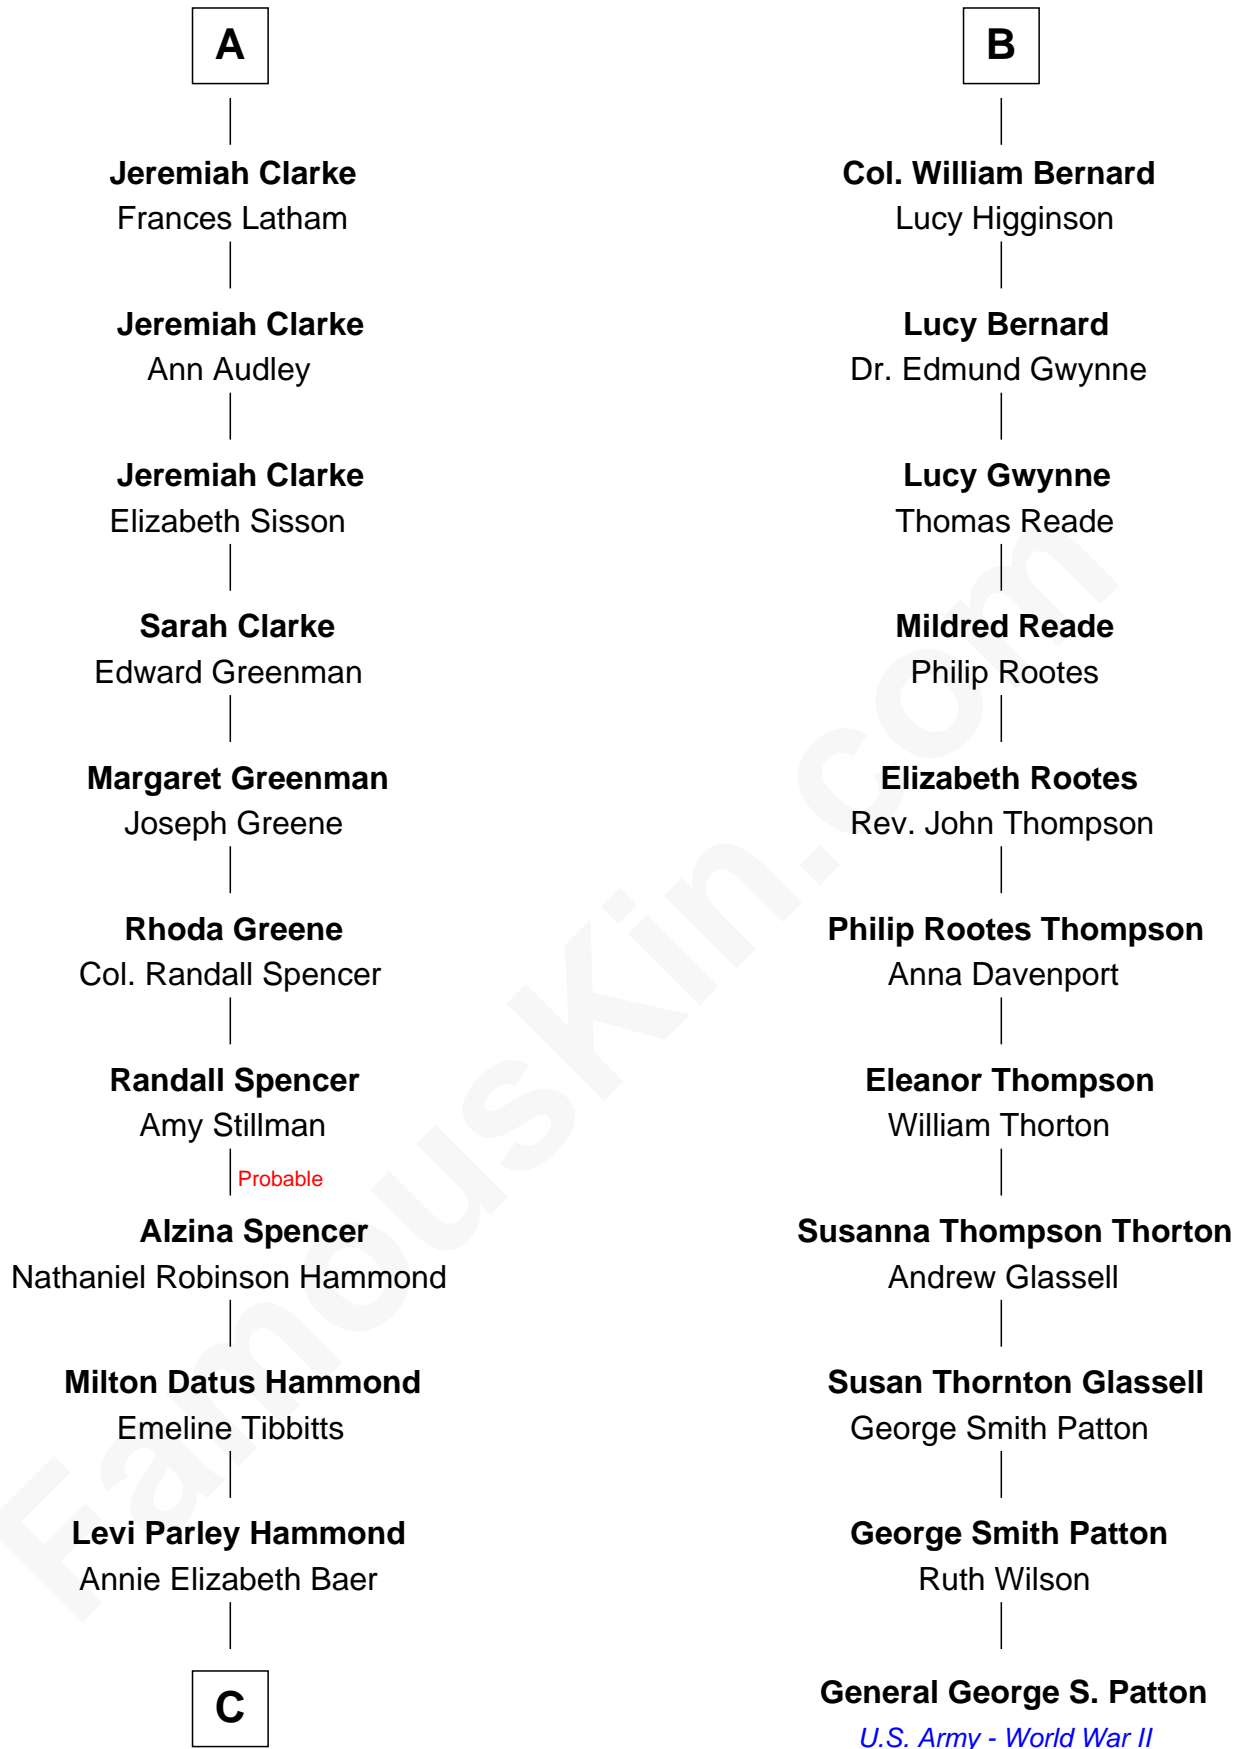 A
Jeremiah Clarke
Frances Latham
Jeremiah Clarke
Ann Audley
Jeremiah Clarke
Elizabeth Sisson
Sarah Clarke
Edward Greenman
Margaret Greenman
Joseph Greene
Rhoda Greene
Col. Randall Spencer
Randall Spencer
Amy Stillman
Probable
Alzina Spencer
Nathaniel Robinson Hammond
Milton Datus Hammond
Emeline Tibbitts
Levi Parley Hammond
Annie Elizabeth Baer
C
B
Col. William Bernard
Lucy Higginson
Lucy Bernard
Dr. Edmund Gwynne
Lucy Gwynne
Thomas Reade
Mildred Reade
Philip Rootes
Elizabeth Rootes
Rev. John Thompson
Philip Rootes Thompson
Anna Davenport
Eleanor Thompson
William Thorton
Susanna Thompson Thorton
Andrew Glassell
Susan Thornton Glassell
George Smith Patton
George Smith Patton
Ruth Wilson
General George S. Patton
U.S. Army - World War II
FamousKin.com